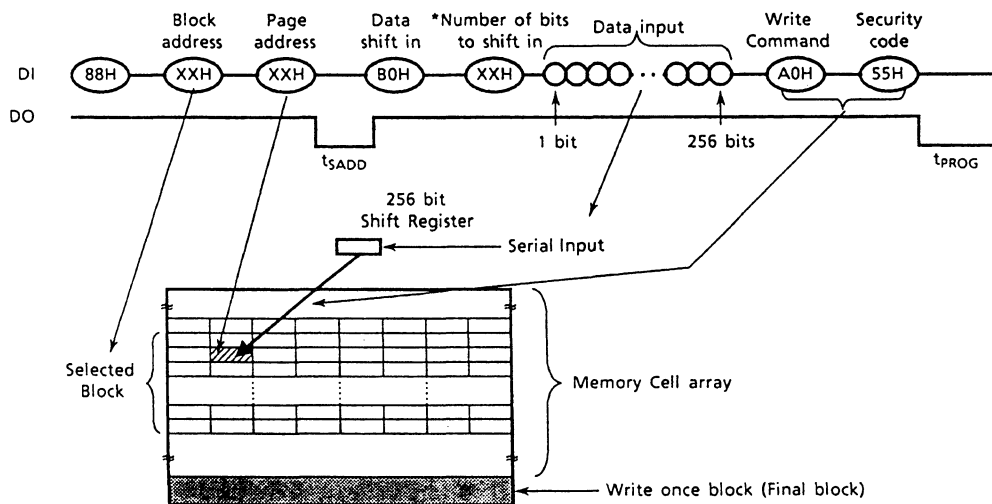 Block address
Page address
Data shift in
*Number of bits to shift in
Data input
Write Command
Security code
DI
88H
XXH
XXH
B0H
XXH
A0H
55H
DO
tSADD
1 bit
256 bits
tPROG
256 bit
Shift Register
Serial Input
Selected
Block
Memory Cell array
Write once block (Final block)